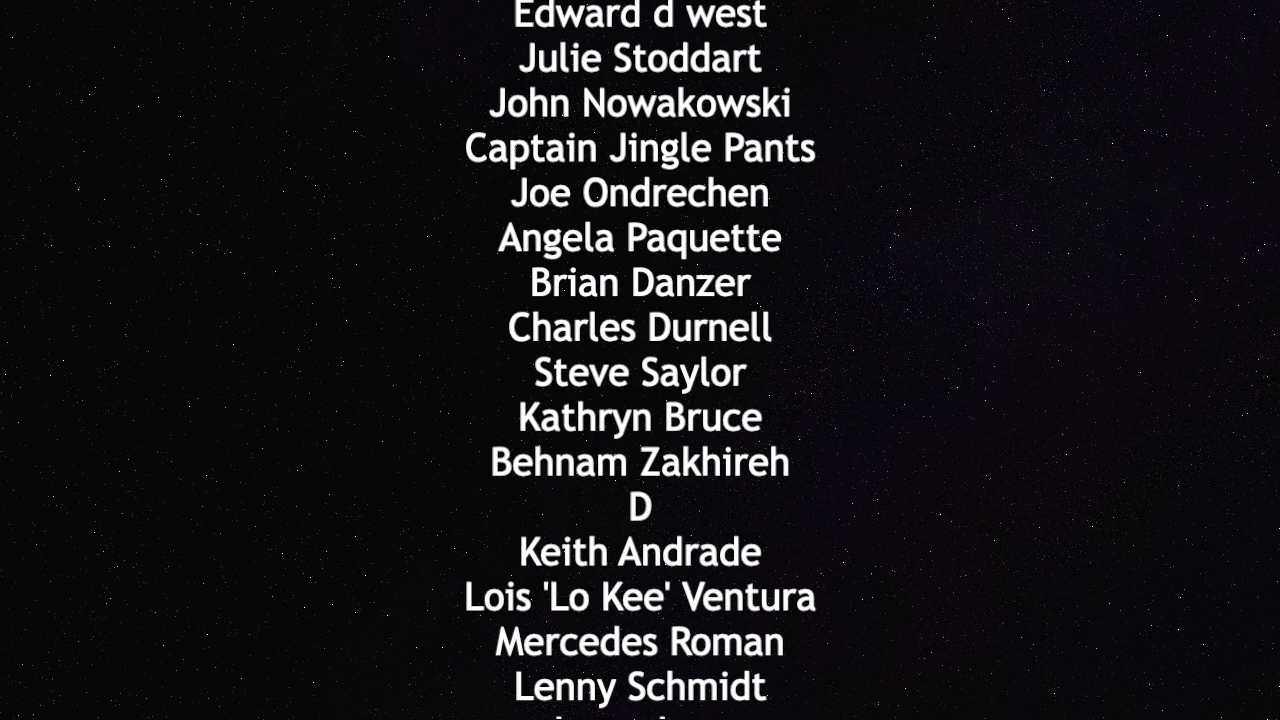 Edward d west
Julie Stoddart
John Nowakowski
Captain Jingle Pants
Joe Ondrechen
Angela Paquette
Brian Danzer
Charles Durnell
Steve Saylor
Kathryn Bruce
Behnam Zakhireh
D
Keith Andrade
Lois 'Lo Kee' Ventura
Mercedes Roman
Lenny Schmidt